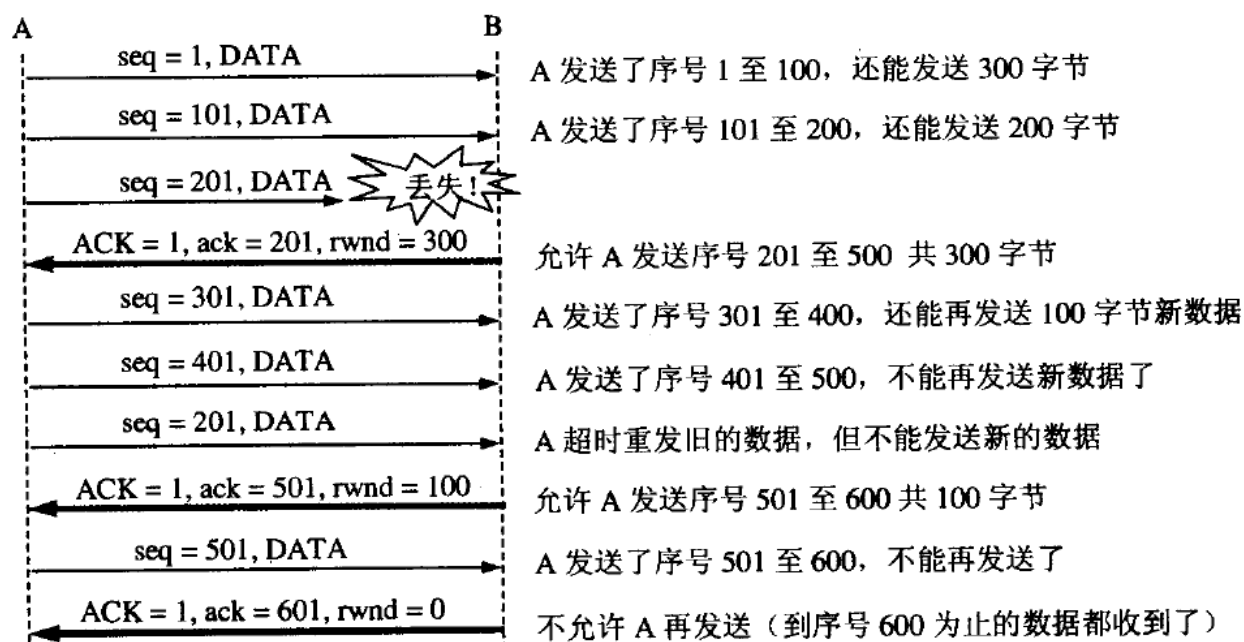 A B
seq = 1, DATA A 发送了序号 1 至 100，还能发送 300 字节
seq = 101, DATA A 发送了序号 101 至 200，还能发送 200 字节
seq = 201, DATA 丢失!
ACK = 1, ack = 201, rwnd = 300 允许 A 发送序号 201 至 500 共 300 字节
seq = 301, DATA A 发送了序号 301 至 400，还能再发送 100 字节新数据
seq = 401, DATA A 发送了序号 401 至 500，不能再发送新数据了
seq = 201, DATA A 超时重发旧的数据，但不能发送新的数据
ACK = 1, ack = 501, rwnd = 100 允许 A 发送序号 501 至 600 共 100 字节
seq = 501, DATA A 发送了序号 501 至 600，不能再发送了
ACK = 1, ack = 601, rwnd = 0 不允许 A 再发送（到序号 600 为止的数据都收到了）